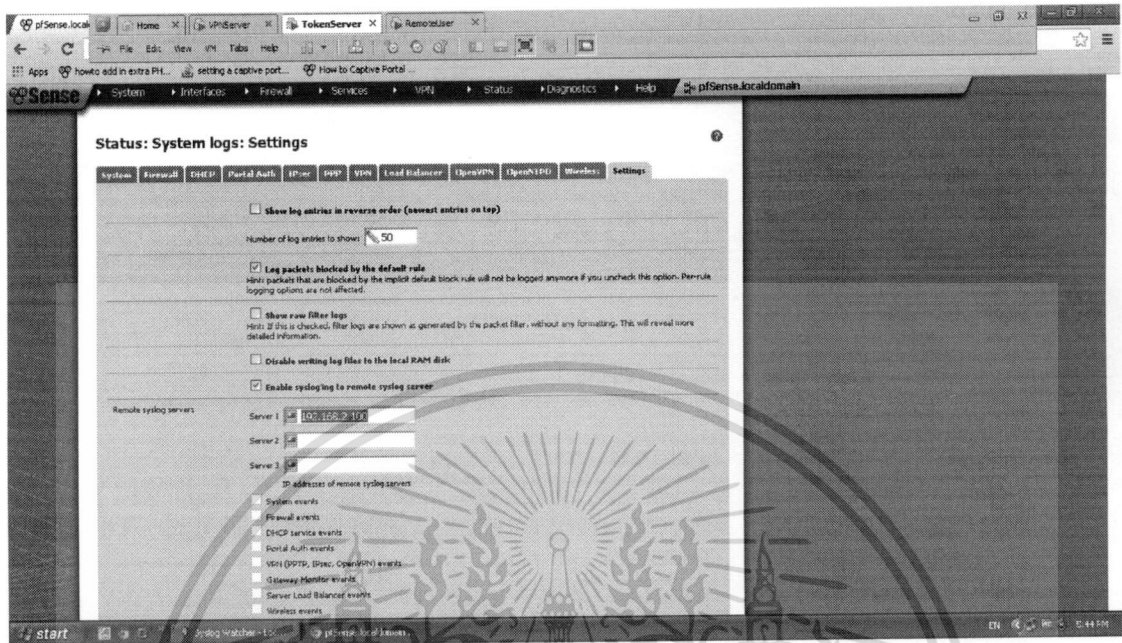 pfSense.local
Home
VPNServer
TokenServer
RemoteUser
File Edit View VM Tabs Help
Apps
howto add in extra PH...
setting a captive port...
How to Captive Portal ...
Sense
System
Interfaces
Firewall
Services
VPN
Status
Diagnostics
Help
pfSense.localdomain
Status: System logs: Settings
System
Firewall
DHCP
Portal Auth
IPsec
PPP
VPN
Load Balancer
OpenVPN
OpenNTPD
Wireless
Settings
Show log entries in reverse order (newest entries on top)
Number of log entries to show: 50
Log packets blocked by the default rule
Hint: packets that are blocked by the implicit default block rule will not be logged anymore if you uncheck this option. Per-rule
logging options are not affected.
Show raw filter logs
Hint: If this is checked, filter logs are shown as generated by the packet filter, without any formatting. This will reveal more
detailed information.
Disable writing log files to the local RAM disk
Enable syslog'ing to remote syslog server
Remote syslog servers
Server 1 192.168.2.100
Server 2
Server 3
IP addresses of remote syslog servers
System events
Firewall events
DHCP service events
Portal Auth events
VPN (PPTP, IPsec, OpenVPN) events
Gateway Monitor events
Server Load Balancer events
Wireless events
start
Syslog Watcher - Loc...
pfSense.localdomain...
EN
5:44 PM